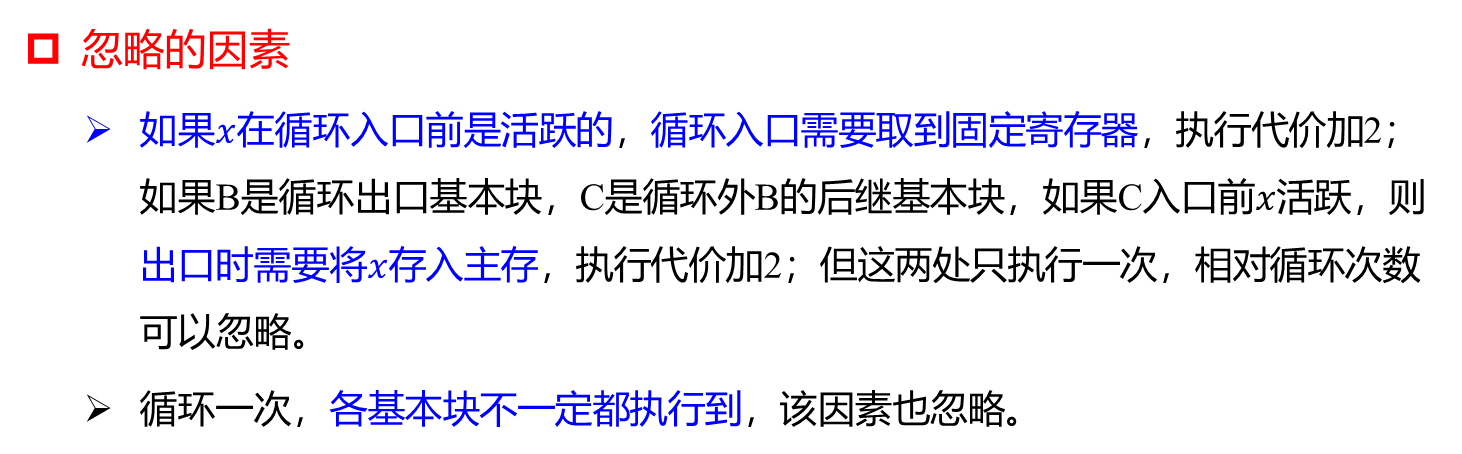 忽略的因素
如果x在循环入口前是活跃的，循环入口需要取到固定寄存器，执行代价加2；
如果B是循环出口基本块，C是循环外B的后继基本块，如果C入口前x活跃，则
出口时需要将x存入主存，执行代价加2；但这两处只执行一次，相对循环次数
可以忽略。
循环一次，各基本块不一定都执行到，该因素也忽略。